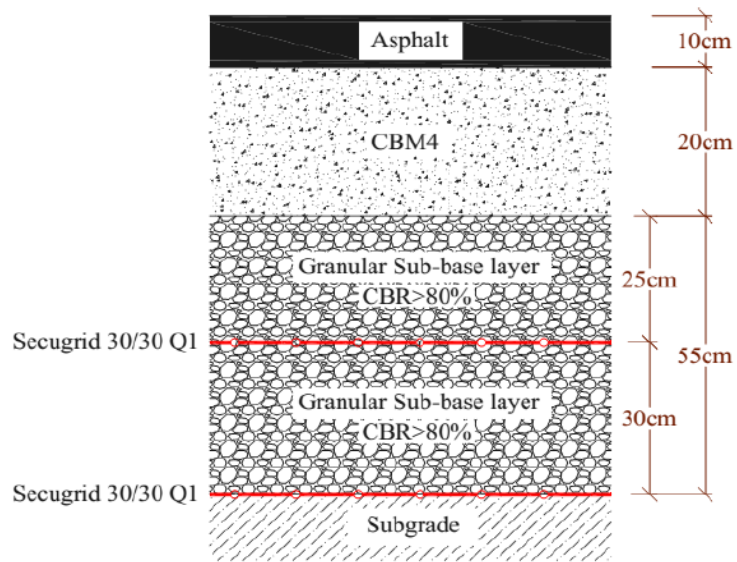 Asphalt
10cm
CBM4
20cm
Granular Sub-base layer
CBR>80%
25cm
Secugrid 30/30 Q1
55cm
Granular Sub-base layer
CBR>80%
30cm
Secugrid 30/30 Q1
Subgrade